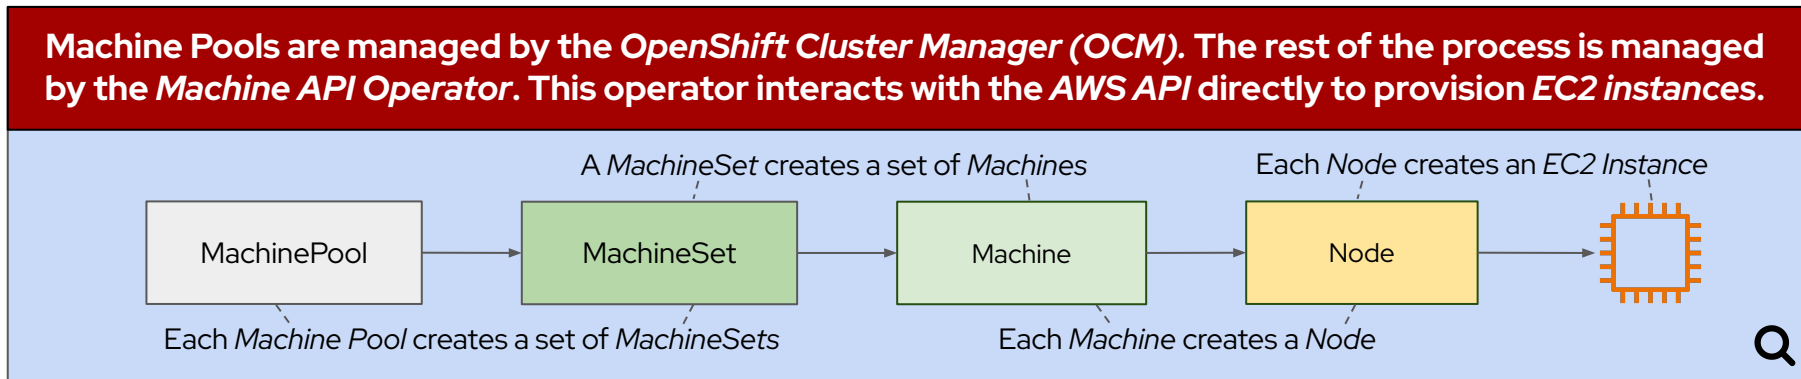 Machine Pools are managed by the OpenShift Cluster Manager (OCM). The rest of the process is managed
by the Machine API Operator. This operator interacts with the AWS API directly to provision EC2 instances.
A MachineSet creates a set of Machines
Each Node creates an EC2 Instance
MachinePool
MachineSet
Machine
Node
Each Machine Pool creates a set of MachineSets
Each Machine creates a Node